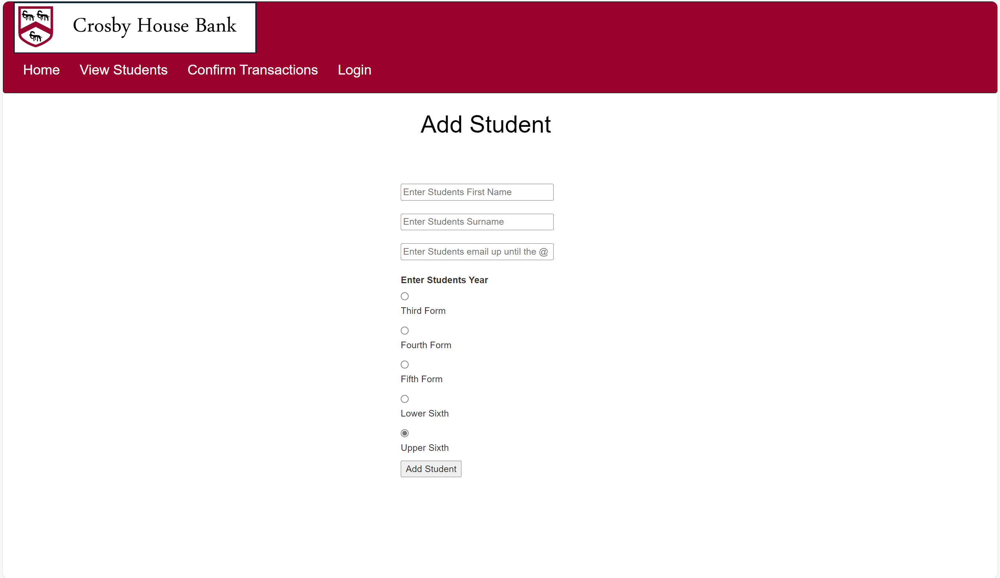 Crosby House Bank
Home View Students Confirm Transactions Login
Add Student
Enter Students First Name
Enter Students Surname
Enter Students email up until the @
Enter Students Year
Third Form
Fourth Form
Fifth Form
Lower Sixth
Upper Sixth
Add Student